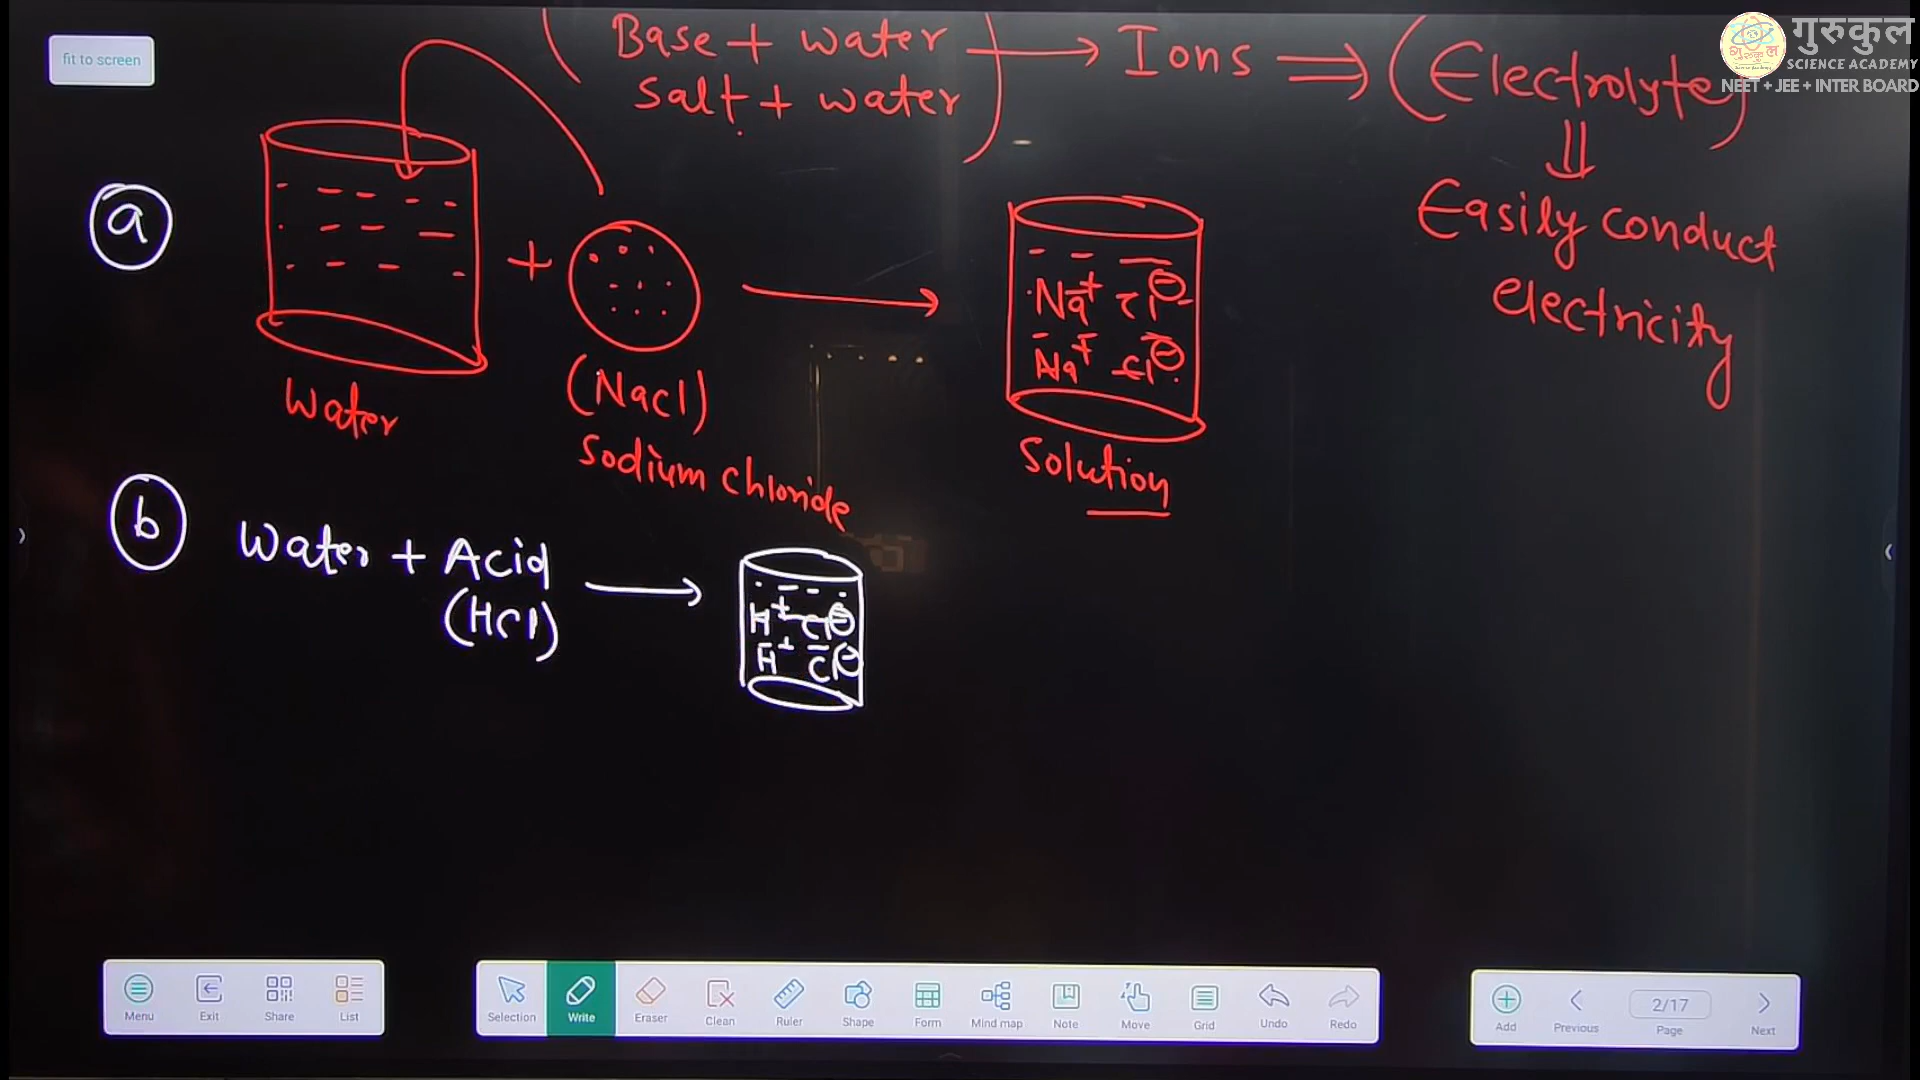 fit to screen
Base + water
Salt + water
→ Ions ⇒ (Electrolyte)
गुरुकुल
SCIENCE ACADEMY
NEET + JEE + INTER BOARD
Easily conduct
electricity
a
+
Na+ Cl⊖
Na+ Cl⊖
Water
(Nacl)
Sodium chloride
Solution
b
Water + Acid →
(HCl)
H+ Cl⊖
H+ Cl⊖
Menu Exit Share List
Selection Write Eraser Clean Ruler Shape Form Mind map Note Move Grid Undo Redo
Add Previous 2/17 Page Next